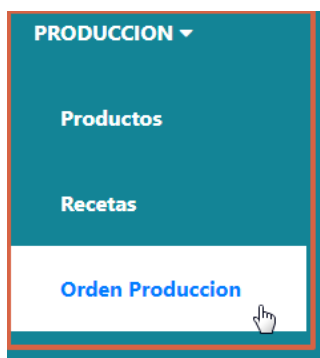 PRODUCCION
Productos
Recetas
Orden Produccion